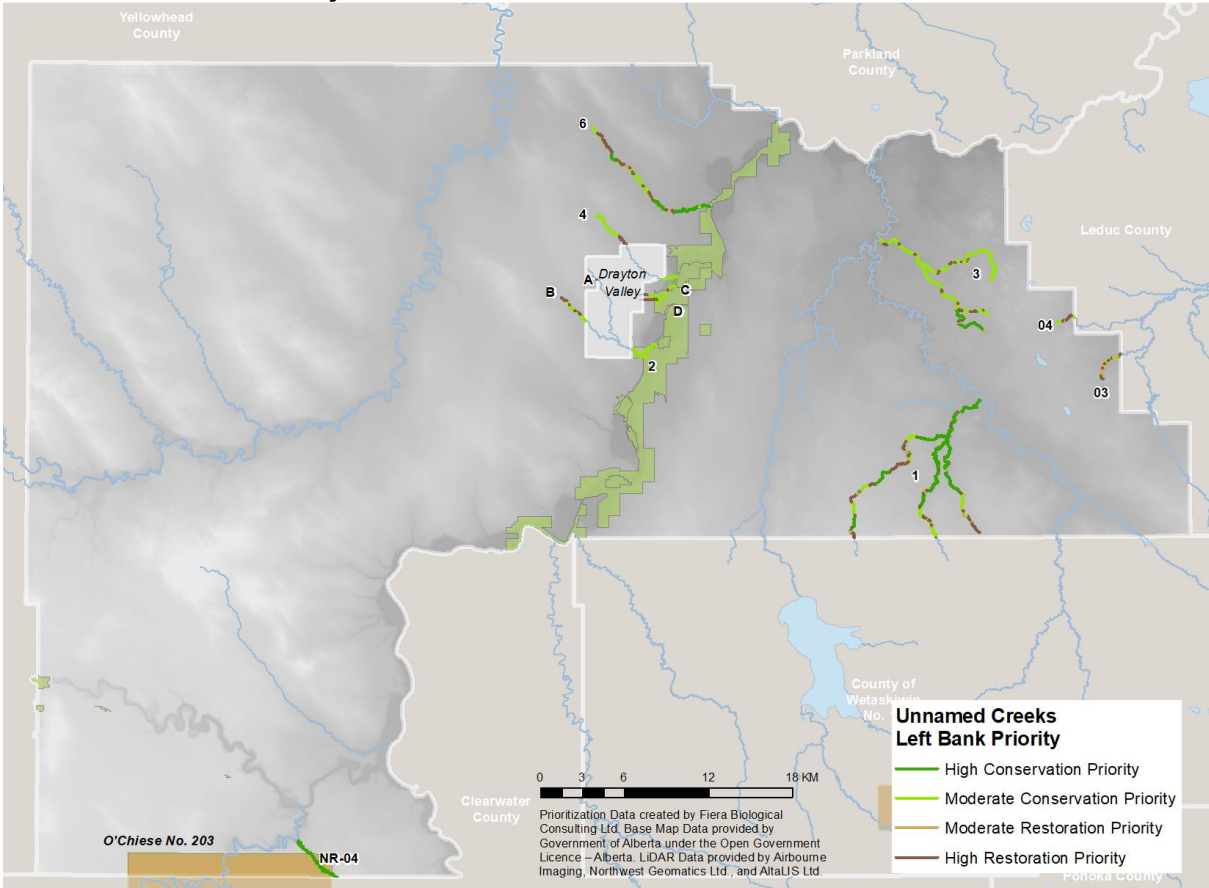 Yellowhead
County
Parkland
County
6
4
Leduc County
A
Drayton
Valley
3
B
C
D
04
2
03
1
County of
Wetaskiwin
No. 1
Unnamed Creeks
Left Bank Priority
High Conservation Priority
Moderate Conservation Priority
Moderate Restoration Priority
High Restoration Priority
0 3 6 12 18 KM
Clearwater
County
Prioritization Data created by Fiera Biological
Consulting Ltd. Base Map Data provided by
Government of Alberta under the Open Government
Licence – Alberta. LiDAR Data provided by Airbourne
Imaging, Northwest Geomatics Ltd., and AltaLIS Ltd.
O'Chiese No. 203
NR-04
Ponoka County